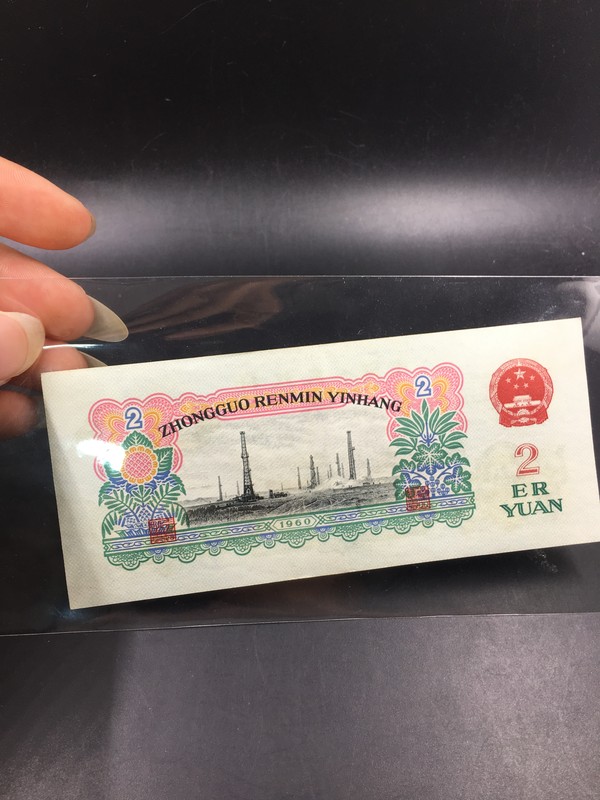 2
2
ZHONGGUO RENMIN YINHANG
1960
2
ER
YUAN